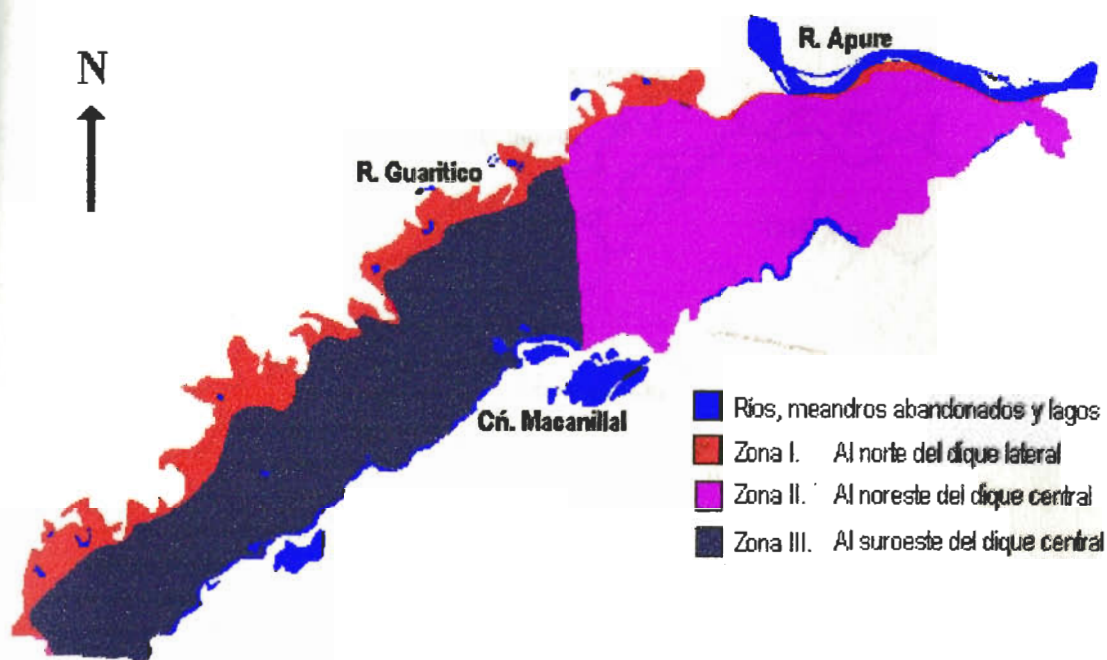 N
R. Apure
R. Guaritico
Cñ. Macanillal
Ríos, meandros abandonados y lagos
Zona I. Al norte del dique lateral
Zona II. Al noreste del dique central
Zona III. Al suroeste del dique central